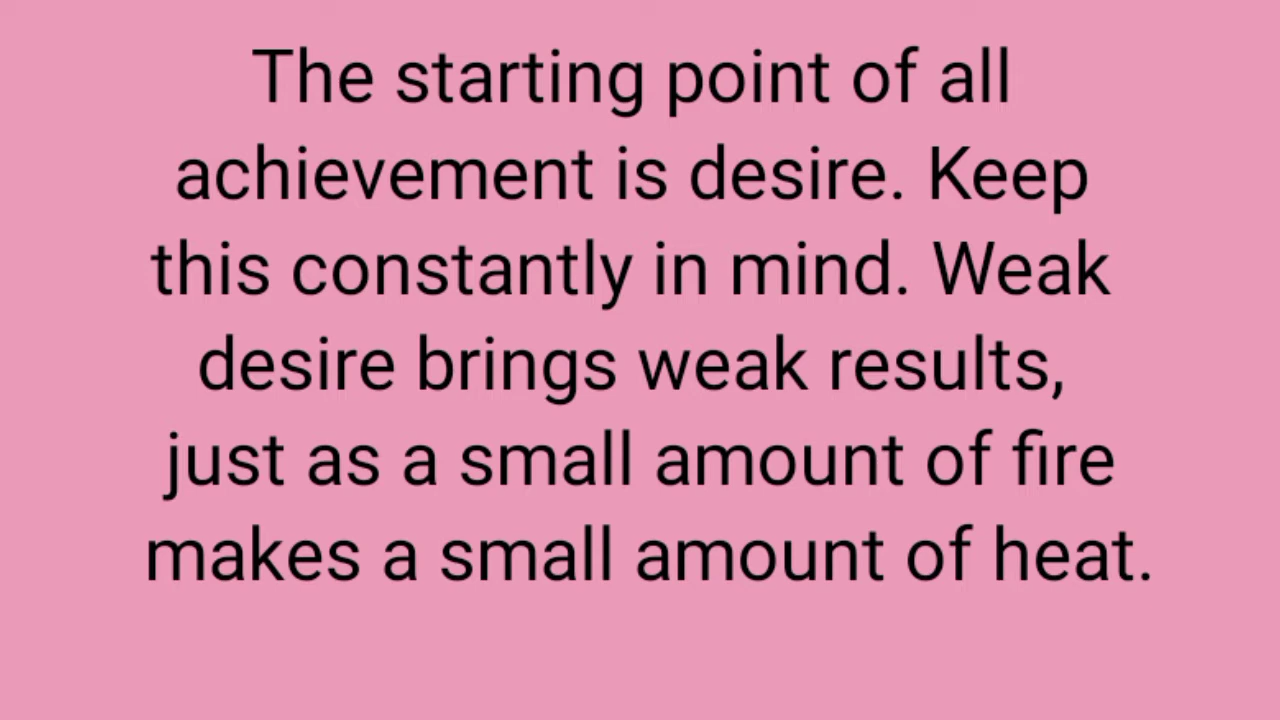 The starting point of all
achievement is desire. Keep
this constantly in mind. Weak
desire brings weak results,
just as a small amount of fire
makes a small amount of heat.